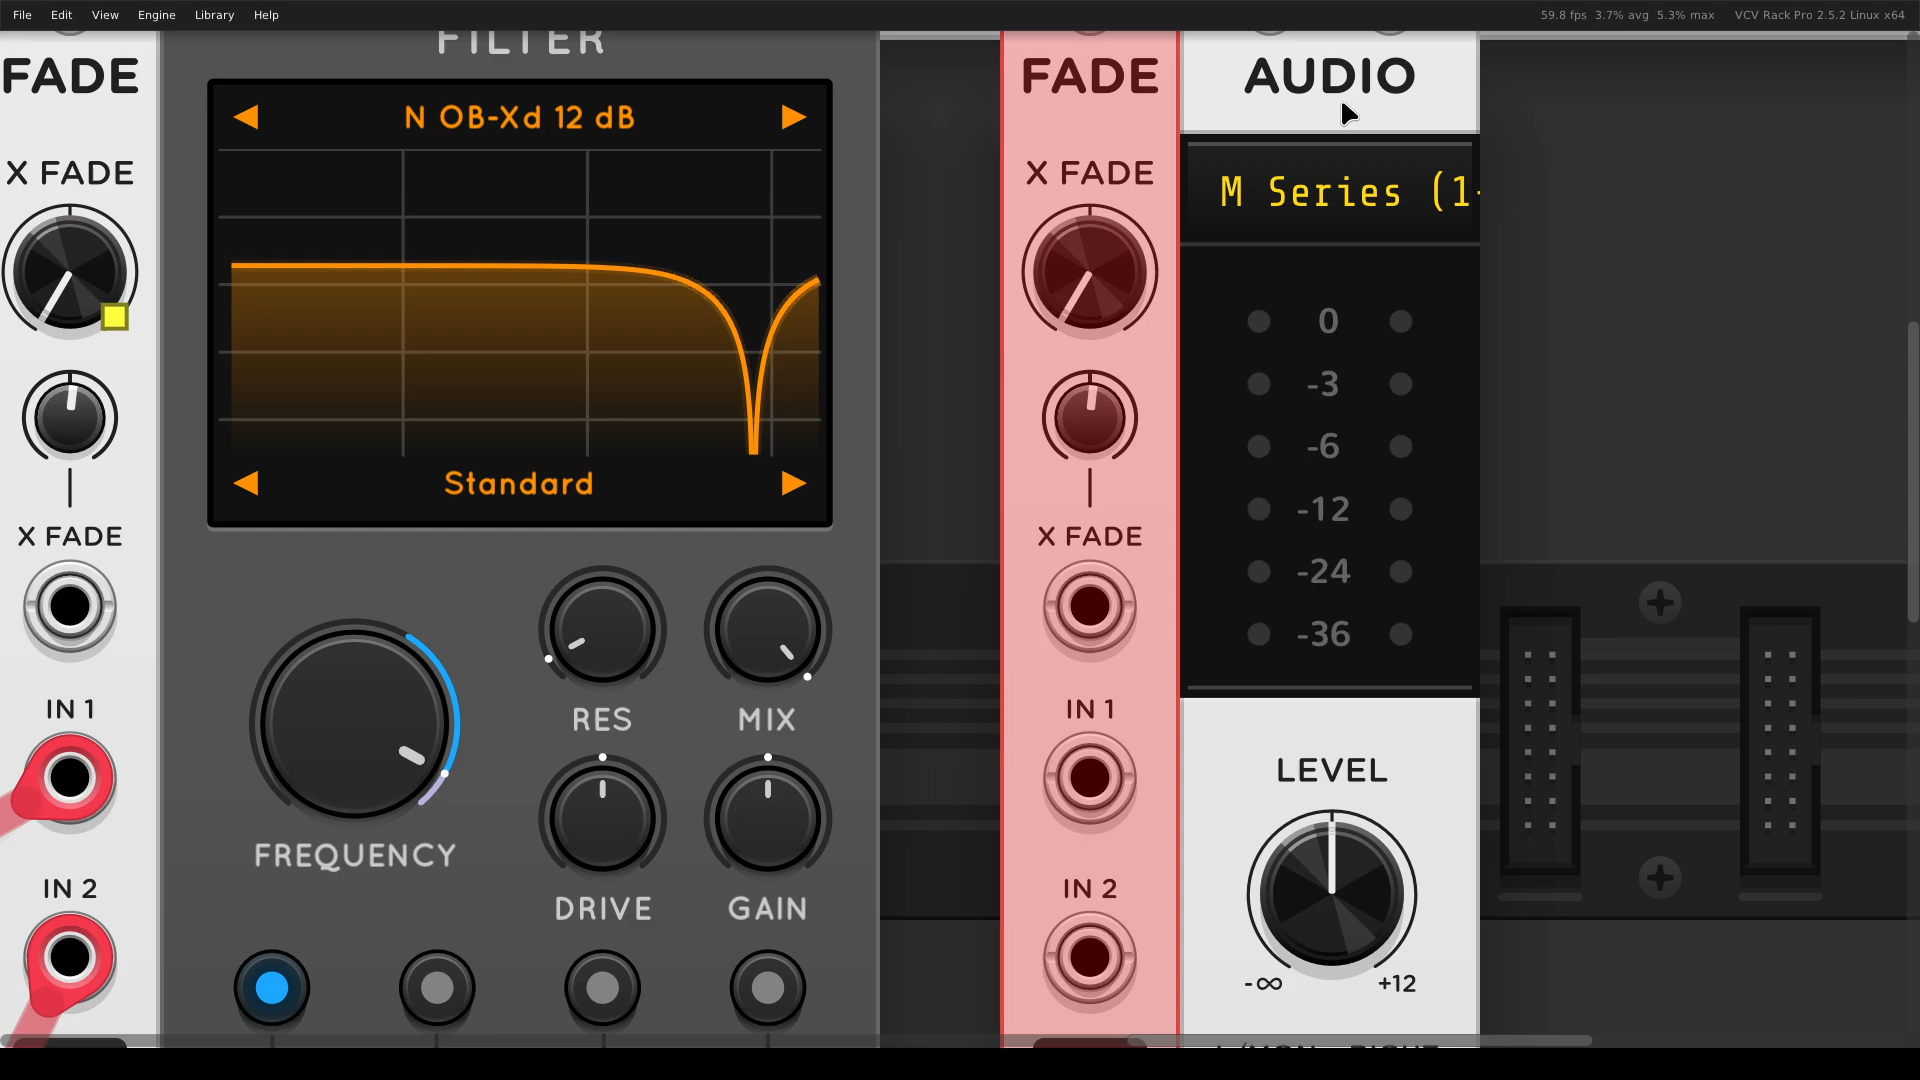 File Edit View Engine Library Help
59.8 fps 3.7% avg 5.3% max VCV Rack Pro 2.5.2 Linux x64
FADE
X FADE
X FADE
IN 1
IN 2
FILTER
N OB-Xd 12 dB
Standard
RES
MIX
FREQUENCY
DRIVE
GAIN
FADE
X FADE
X FADE
IN 1
IN 2
AUDIO
M Series (1-
0
-3
-6
-12
-24
-36
LEVEL
-∞ +12